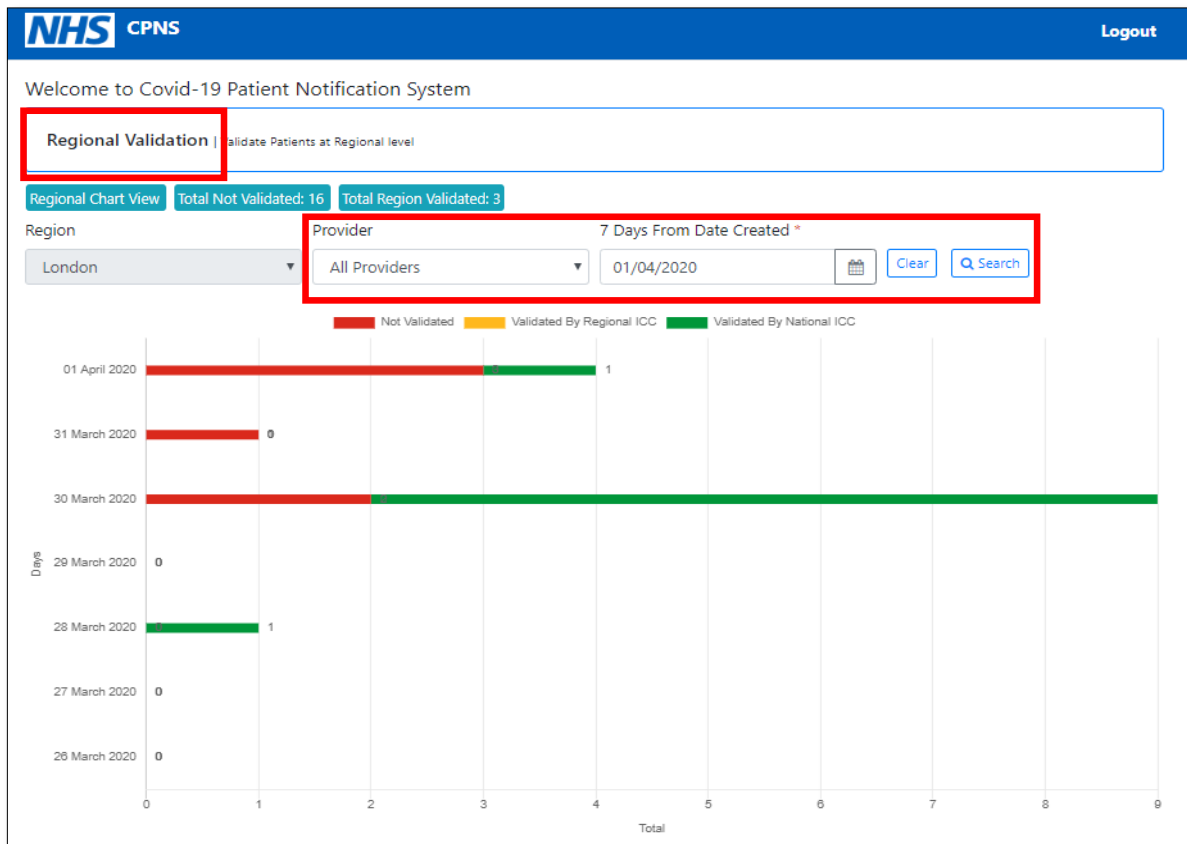 NHS CPNS Logout
Welcome to Covid-19 Patient Notification System
Regional Validation | Validate Patients at Regional level
Regional Chart View Total Not Validated: 16 Total Region Validated: 3
Region Provider 7 Days From Date Created *
London All Providers 01/04/2020 Clear Search
Not Validated Validated By Regional ICC Validated By National ICC
01 April 2020 1
31 March 2020 0
30 March 2020
Days
29 March 2020 0
28 March 2020 0 1
27 March 2020 0
26 March 2020 0
0 1 2 3 4 5 6 7 8 9
Total